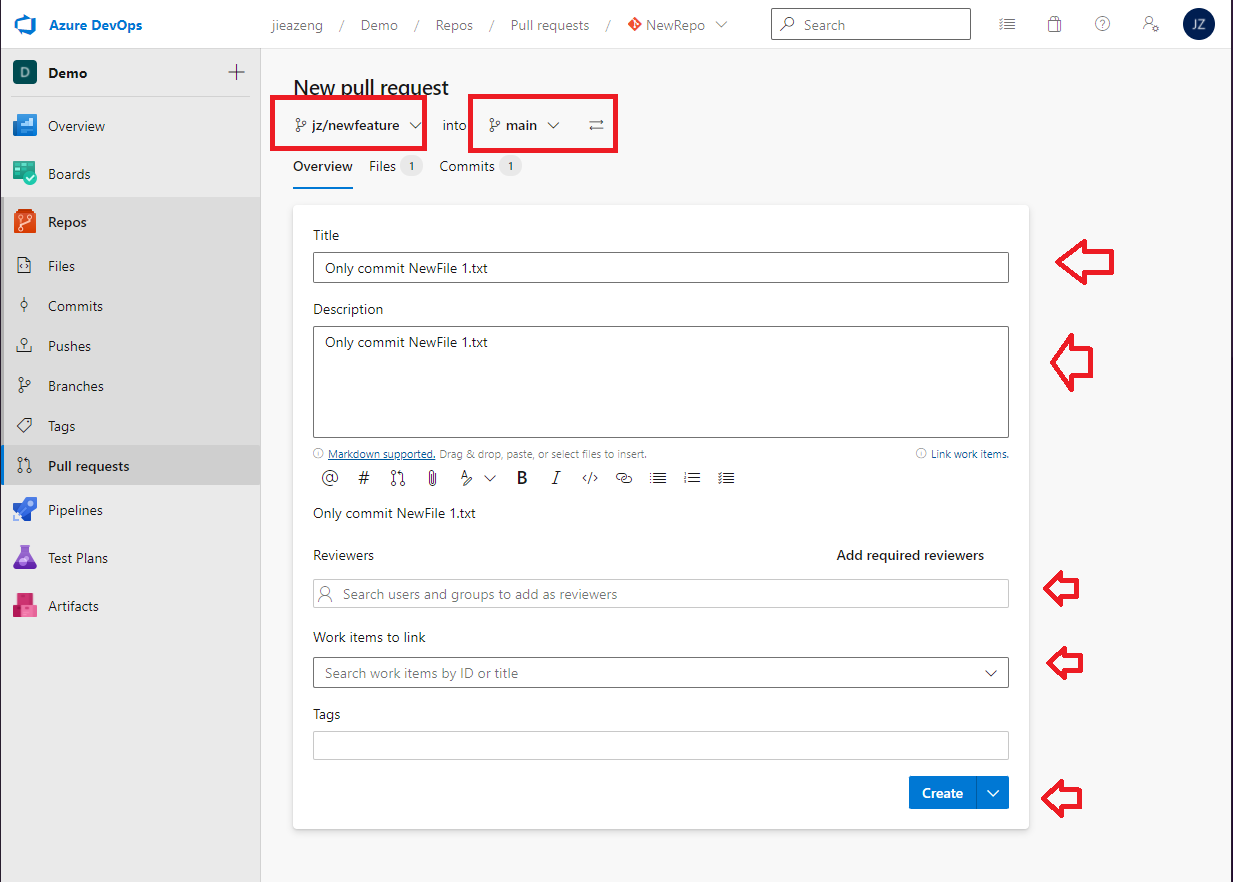 Azure DevOps
jieazeng / Demo / Repos / Pull requests / NewRepo
Search
JZ
D Demo
Overview
Boards
Repos
Files
Commits
Pushes
Branches
Tags
Pull requests
Pipelines
Test Plans
Artifacts
New pull request
jz/newfeature into main
Overview Files 1 Commits 1
Title
Only commit NewFile 1.txt
Description
Only commit NewFile 1.txt
Markdown supported. Drag & drop, paste, or select files to insert. Link work items.
@ # B I </>
Only commit NewFile 1.txt
Reviewers Add required reviewers
Search users and groups to add as reviewers
Work items to link
Search work items by ID or title
Tags
Create